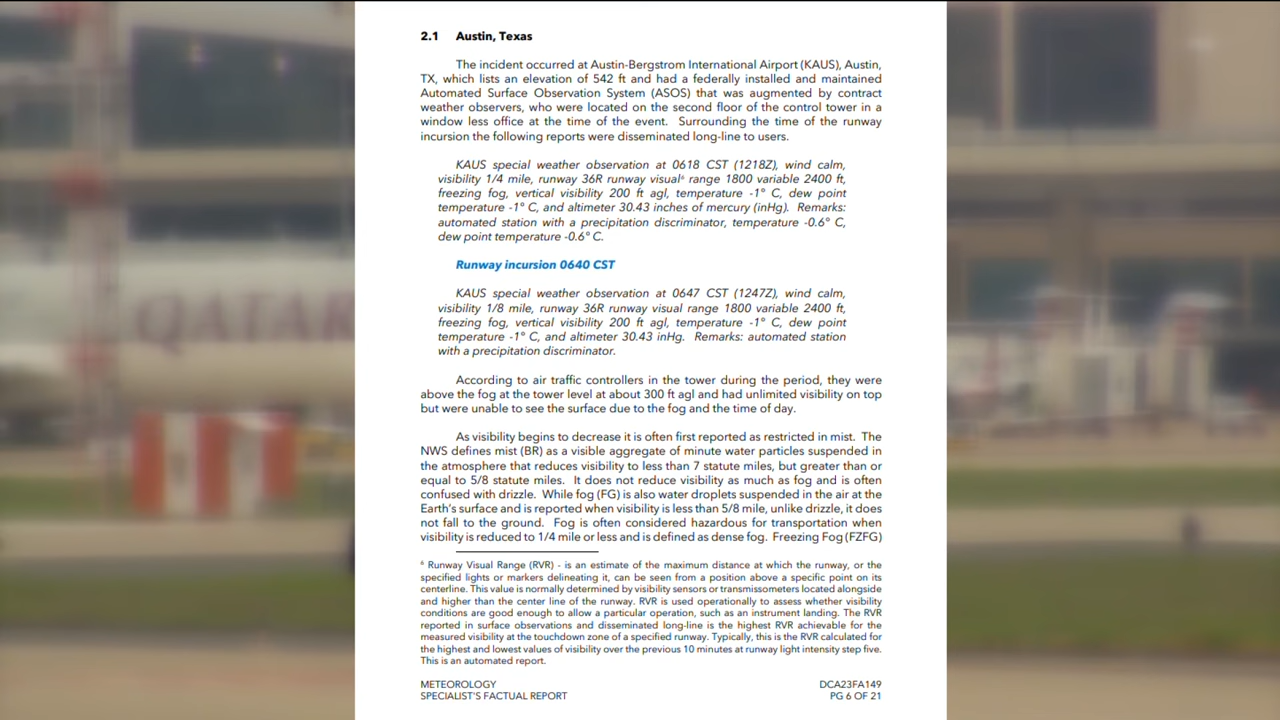 2.1 Austin, Texas
The incident occurred at Austin-Bergstrom International Airport (KAUS), Austin,
TX, which lists an elevation of 542 ft and had a federally installed and maintained
Automated Surface Observation System (ASOS) that was augmented by contract
weather observers, who were located on the second floor of the control tower in a
window less office at the time of the event. Surrounding the time of the runway
incursion the following reports were disseminated long-line to users.
KAUS special weather observation at 0618 CST (1218Z), wind calm,
visibility 1/4 mile, runway 36R runway visual⁶ range 1800 variable 2400 ft,
freezing fog, vertical visibility 200 ft agl, temperature -1° C, dew point
temperature -1° C, and altimeter 30.43 inches of mercury (inHg). Remarks:
automated station with a precipitation discriminator, temperature -0.6° C,
dew point temperature -0.6° C.
Runway incursion 0640 CST
KAUS special weather observation at 0647 CST (1247Z), wind calm,
visibility 1/8 mile, runway 36R runway visual range 1800 variable 2400 ft,
freezing fog, vertical visibility 200 ft agl, temperature -1° C, dew point
temperature -1° C, and altimeter 30.43 inHg. Remarks: automated station
with a precipitation discriminator.
According to air traffic controllers in the tower during the period, they were
above the fog at the tower level at about 300 ft agl and had unlimited visibility on top
but were unable to see the surface due to the fog and the time of day.
As visibility begins to decrease it is often first reported as restricted in mist. The
NWS defines mist (BR) as a visible aggregate of minute water particles suspended in
the atmosphere that reduces visibility to less than 7 statute miles, but greater than or
equal to 5/8 statute miles. It does not reduce visibility as much as fog and is often
confused with drizzle. While fog (FG) is also water droplets suspended in the air at the
Earth's surface and is reported when visibility is less than 5/8 mile, unlike drizzle, it does
not fall to the ground. Fog is often considered hazardous for transportation when
visibility is reduced to 1/4 mile or less and is defined as dense fog. Freezing Fog (FZFG)
⁶ Runway Visual Range (RVR) - is an estimate of the maximum distance at which the runway, or the
specified lights or markers delineating it, can be seen from a position above a specific point on its
centerline. This value is normally determined by visibility sensors or transmissometers located alongside
and higher than the center line of the runway. RVR is used operationally to assess whether visibility
conditions are good enough to allow a particular operation, such as an instrument landing. The RVR
reported in surface observations and disseminated long-line is the highest RVR achievable for the
measured visibility at the touchdown zone of a specified runway. Typically, this is the RVR calculated for
the highest and lowest values of visibility over the previous 10 minutes at runway light intensity step five.
This is an automated report.
METEOROLOGY DCA23FA149
SPECIALIST'S FACTUAL REPORT PG 6 OF 21
QATAR